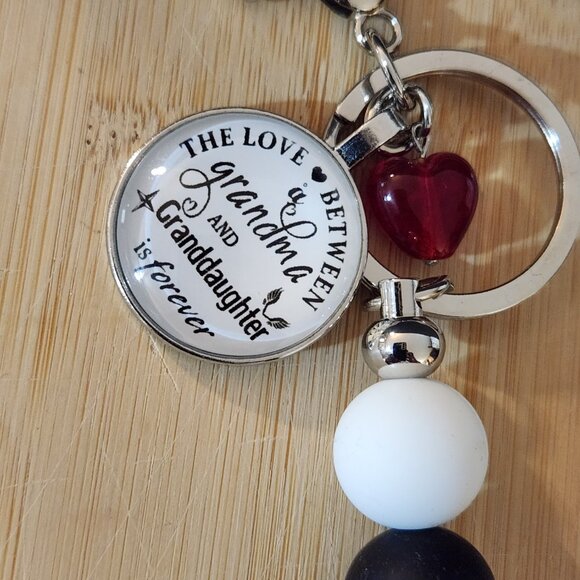 THE LOVE BETWEEN
a
grandma
AND
Granddaughter
is forever